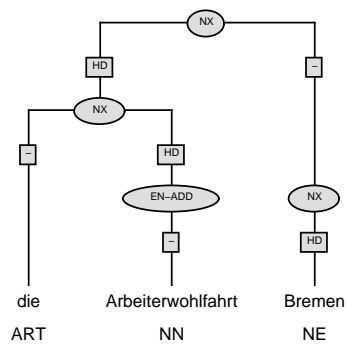 NX
HD –
NX
– HD
EN–ADD NX
– HD
die Arbeiterwohlfahrt Bremen
ART NN NE